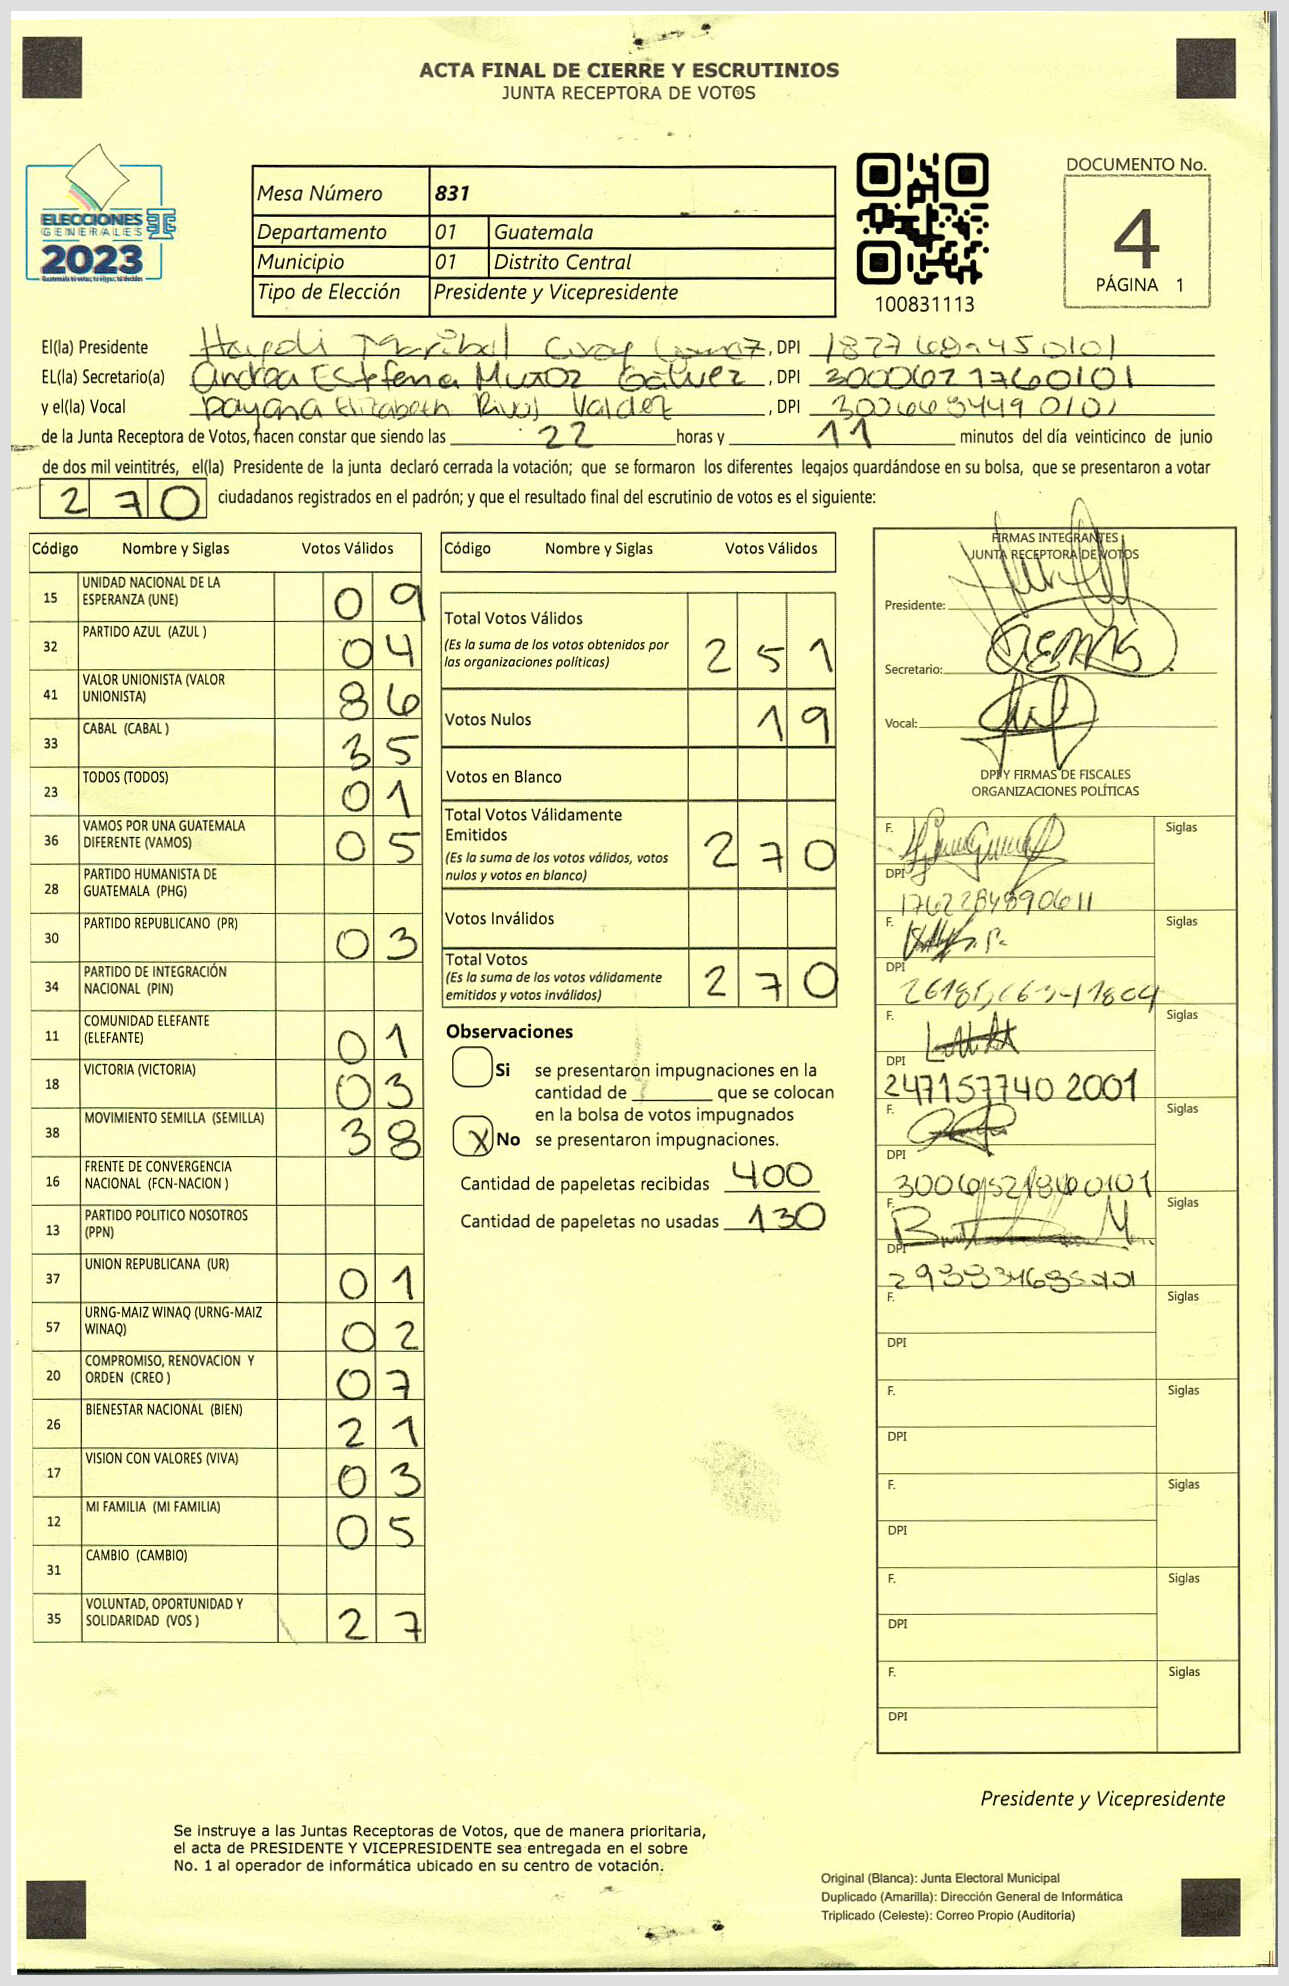 ACTA FINAL DE CIERRE Y ESCRUTINIOS
JUNTA RECEPTORA DE VOTOS
ELECCIONES
GENERALES
2023
Mesa Número 831
Departamento 01 Guatemala
Municipio 01 Distrito Central
Tipo de Elección Presidente y Vicepresidente
100831113
DOCUMENTO No.
4
PÁGINA 1
El(la) Presidente , DPI
EL(la) Secretario(a) Andrea Estefenia Muñoz Gálvez , DPI 3000621760101
y el(la) Vocal Dayana Elizabeth Valdez , DPI 3006634490101
de la Junta Receptora de Votos, hacen constar que siendo las 22 horas y 11 minutos del día veinticinco de junio
de dos mil veintitrés, el(la) Presidente de la junta declaró cerrada la votación; que se formaron los diferentes legajos guardándose en su bolsa, que se presentaron a votar
270 ciudadanos registrados en el padrón; y que el resultado final del escrutinio de votos es el siguiente:
Código Nombre y Siglas Votos Válidos
15 UNIDAD NACIONAL DE LA ESPERANZA (UNE) 09
32 PARTIDO AZUL (AZUL ) 04
41 VALOR UNIONISTA (VALOR UNIONISTA) 86
33 CABAL (CABAL ) 35
23 TODOS (TODOS) 01
36 VAMOS POR UNA GUATEMALA DIFERENTE (VAMOS) 05
28 PARTIDO HUMANISTA DE GUATEMALA (PHG)
30 PARTIDO REPUBLICANO (PR) 03
34 PARTIDO DE INTEGRACIÓN NACIONAL (PIN)
11 COMUNIDAD ELEFANTE (ELEFANTE) 01
18 VICTORIA (VICTORIA) 03
38 MOVIMIENTO SEMILLA (SEMILLA) 38
16 FRENTE DE CONVERGENCIA NACIONAL (FCN-NACION )
13 PARTIDO POLITICO NOSOTROS (PPN)
37 UNION REPUBLICANA (UR) 01
57 URNG-MAIZ WINAQ (URNG-MAIZ WINAQ) 02
20 COMPROMISO, RENOVACION Y ORDEN (CREO ) 07
26 BIENESTAR NACIONAL (BIEN) 21
17 VISION CON VALORES (VIVA) 03
12 MI FAMILIA (MI FAMILIA) 05
31 CAMBIO (CAMBIO)
35 VOLUNTAD, OPORTUNIDAD Y SOLIDARIDAD (VOS ) 27
Código Nombre y Siglas Votos Válidos
Total Votos Válidos 251
(Es la suma de los votos obtenidos por
las organizaciones políticas)
Votos Nulos 19
Votos en Blanco
Total Votos Válidamente
Emitidos 270
(Es la suma de los votos válidos, votos
nulos y votos en blanco)
Votos Inválidos
Total Votos 270
(Es la suma de los votos válidamente
emitidos y votos inválidos)
Observaciones
Si se presentaron impugnaciones en la
cantidad de que se colocan
en la bolsa de votos impugnados
X No se presentaron impugnaciones.
Cantidad de papeletas recibidas 400
Cantidad de papeletas no usadas 130
FIRMAS INTEGRANTES
JUNTA RECEPTORA DE VOTOS
Presidente:
Secretario:
Vocal:
DPI Y FIRMAS DE FISCALES
ORGANIZACIONES POLÍTICAS
F. Siglas
DPI
1762284890611
F. Siglas
DPI
F. Siglas
DPI
2471577402001
F. Siglas
DPI
F. Siglas
DPI
F. Siglas
DPI
F. Siglas
DPI
F. Siglas
DPI
F. Siglas
DPI
F. Siglas
DPI
Presidente y Vicepresidente
Se instruye a las Juntas Receptoras de Votos, que de manera prioritaria,
el acta de PRESIDENTE Y VICEPRESIDENTE sea entregada en el sobre
No. 1 al operador de informática ubicado en su centro de votación.
Original (Blanca): Junta Electoral Municipal
Duplicado (Amarilla): Dirección General de Informática
Triplicado (Celeste): Correo Propio (Auditoria)